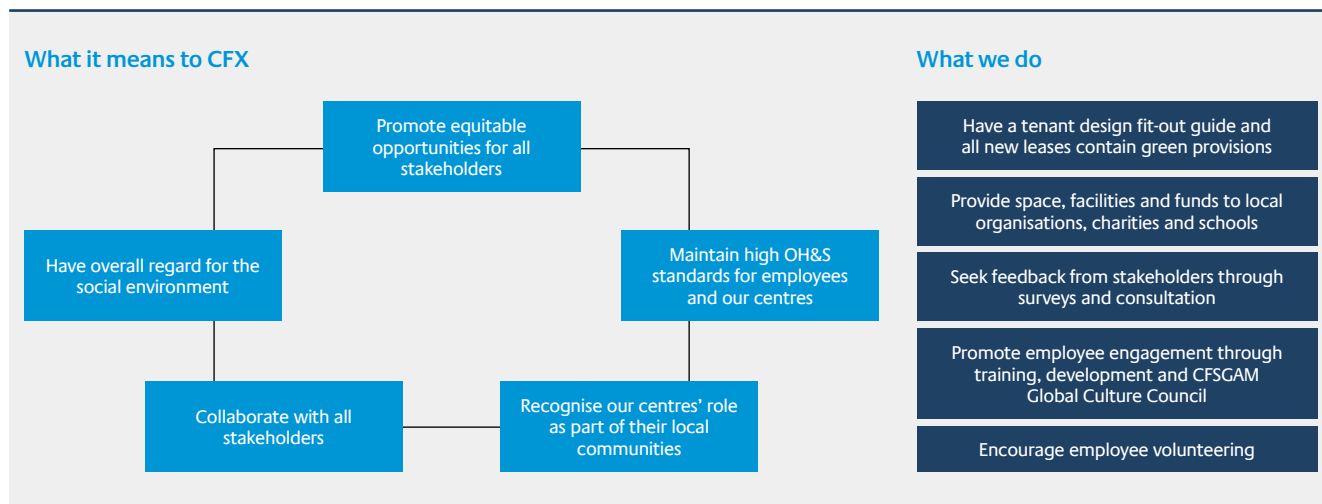 What it means to CFX
Promote equitable
opportunities for all
stakeholders
Maintain high OH&S
standards for employees
and our centres
Recognise our centres’ role
as part of their local
communities
Collaborate with all
stakeholders
Have overall regard for the
social environment
What we do
Have a tenant design fit-out guide and
all new leases contain green provisions
Provide space, facilities and funds to local
organisations, charities and schools
Seek feedback from stakeholders through
surveys and consultation
Promote employee engagement through
training, development and CFSGAM
Global Culture Council
Encourage employee volunteering